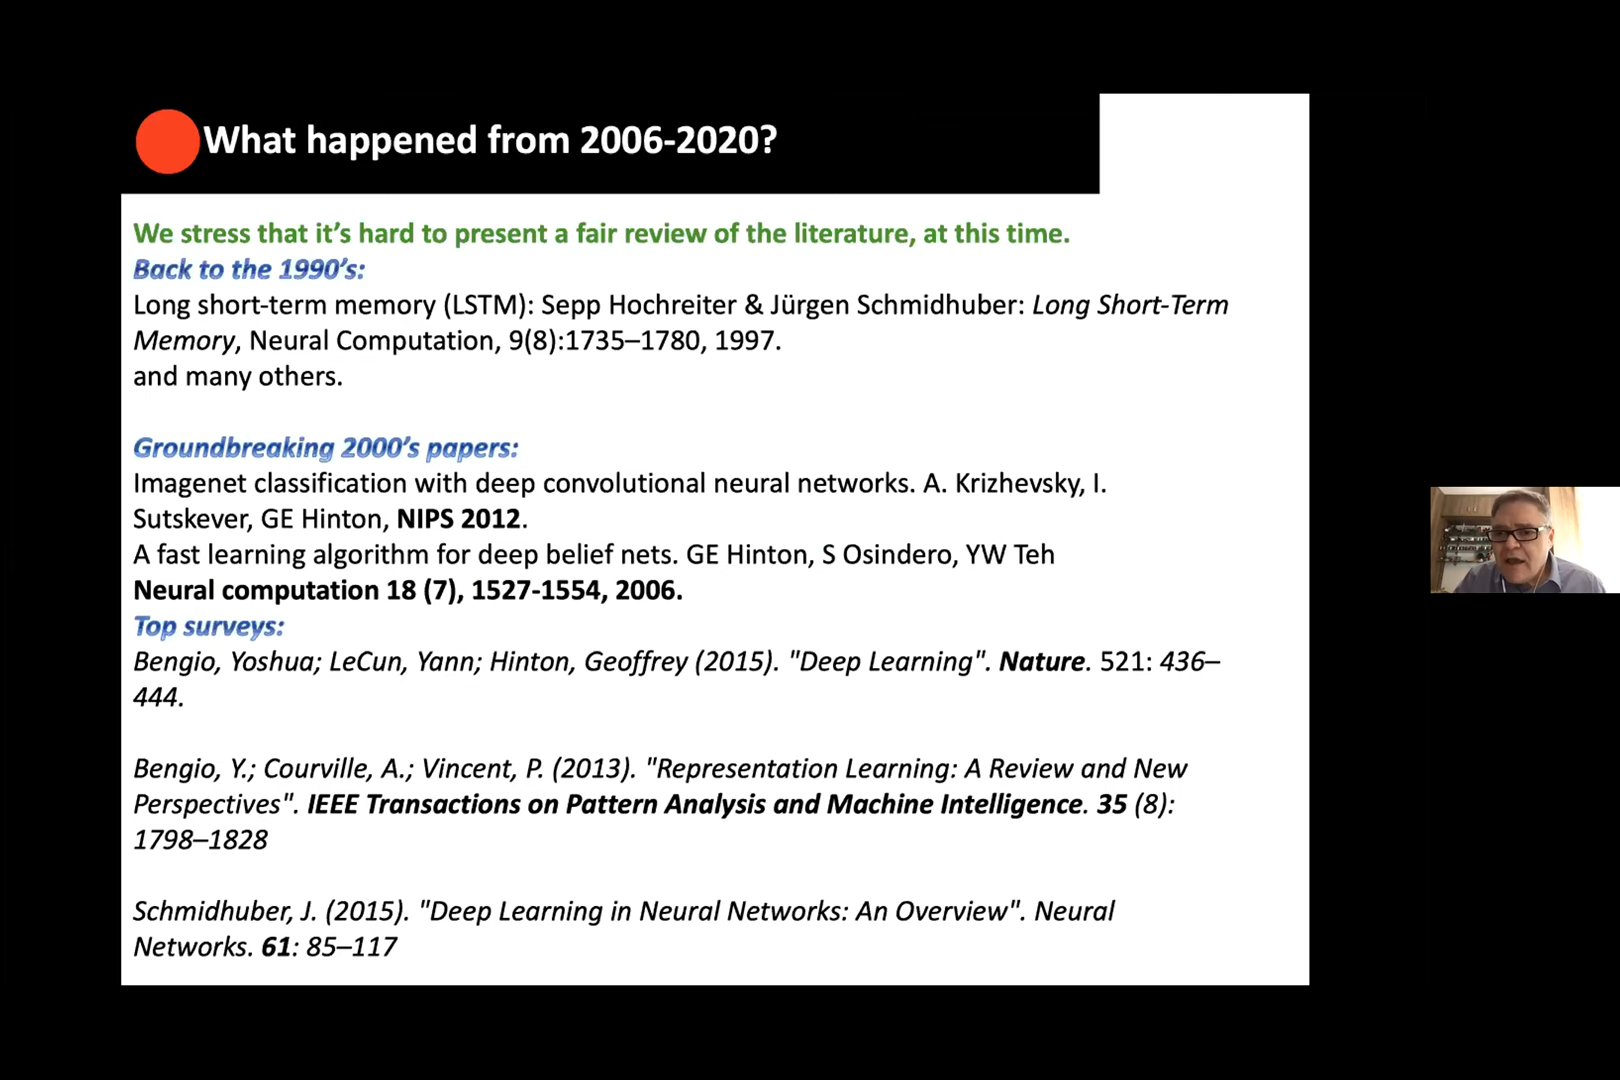 What happened from 2006-2020?
We stress that it’s hard to present a fair review of the literature, at this time.
Back to the 1990’s:
Long short-term memory (LSTM): Sepp Hochreiter & Jürgen Schmidhuber: Long Short-Term
Memory, Neural Computation, 9(8):1735–1780, 1997.
and many others.
Groundbreaking 2000’s papers:
Imagenet classification with deep convolutional neural networks. A. Krizhevsky, I.
Sutskever, GE Hinton, NIPS 2012.
A fast learning algorithm for deep belief nets. GE Hinton, S Osindero, YW Teh
Neural computation 18 (7), 1527-1554, 2006.
Top surveys:
Bengio, Yoshua; LeCun, Yann; Hinton, Geoffrey (2015). "Deep Learning". Nature. 521: 436–
444.
Bengio, Y.; Courville, A.; Vincent, P. (2013). "Representation Learning: A Review and New
Perspectives". IEEE Transactions on Pattern Analysis and Machine Intelligence. 35 (8):
1798–1828
Schmidhuber, J. (2015). "Deep Learning in Neural Networks: An Overview". Neural
Networks. 61: 85–117